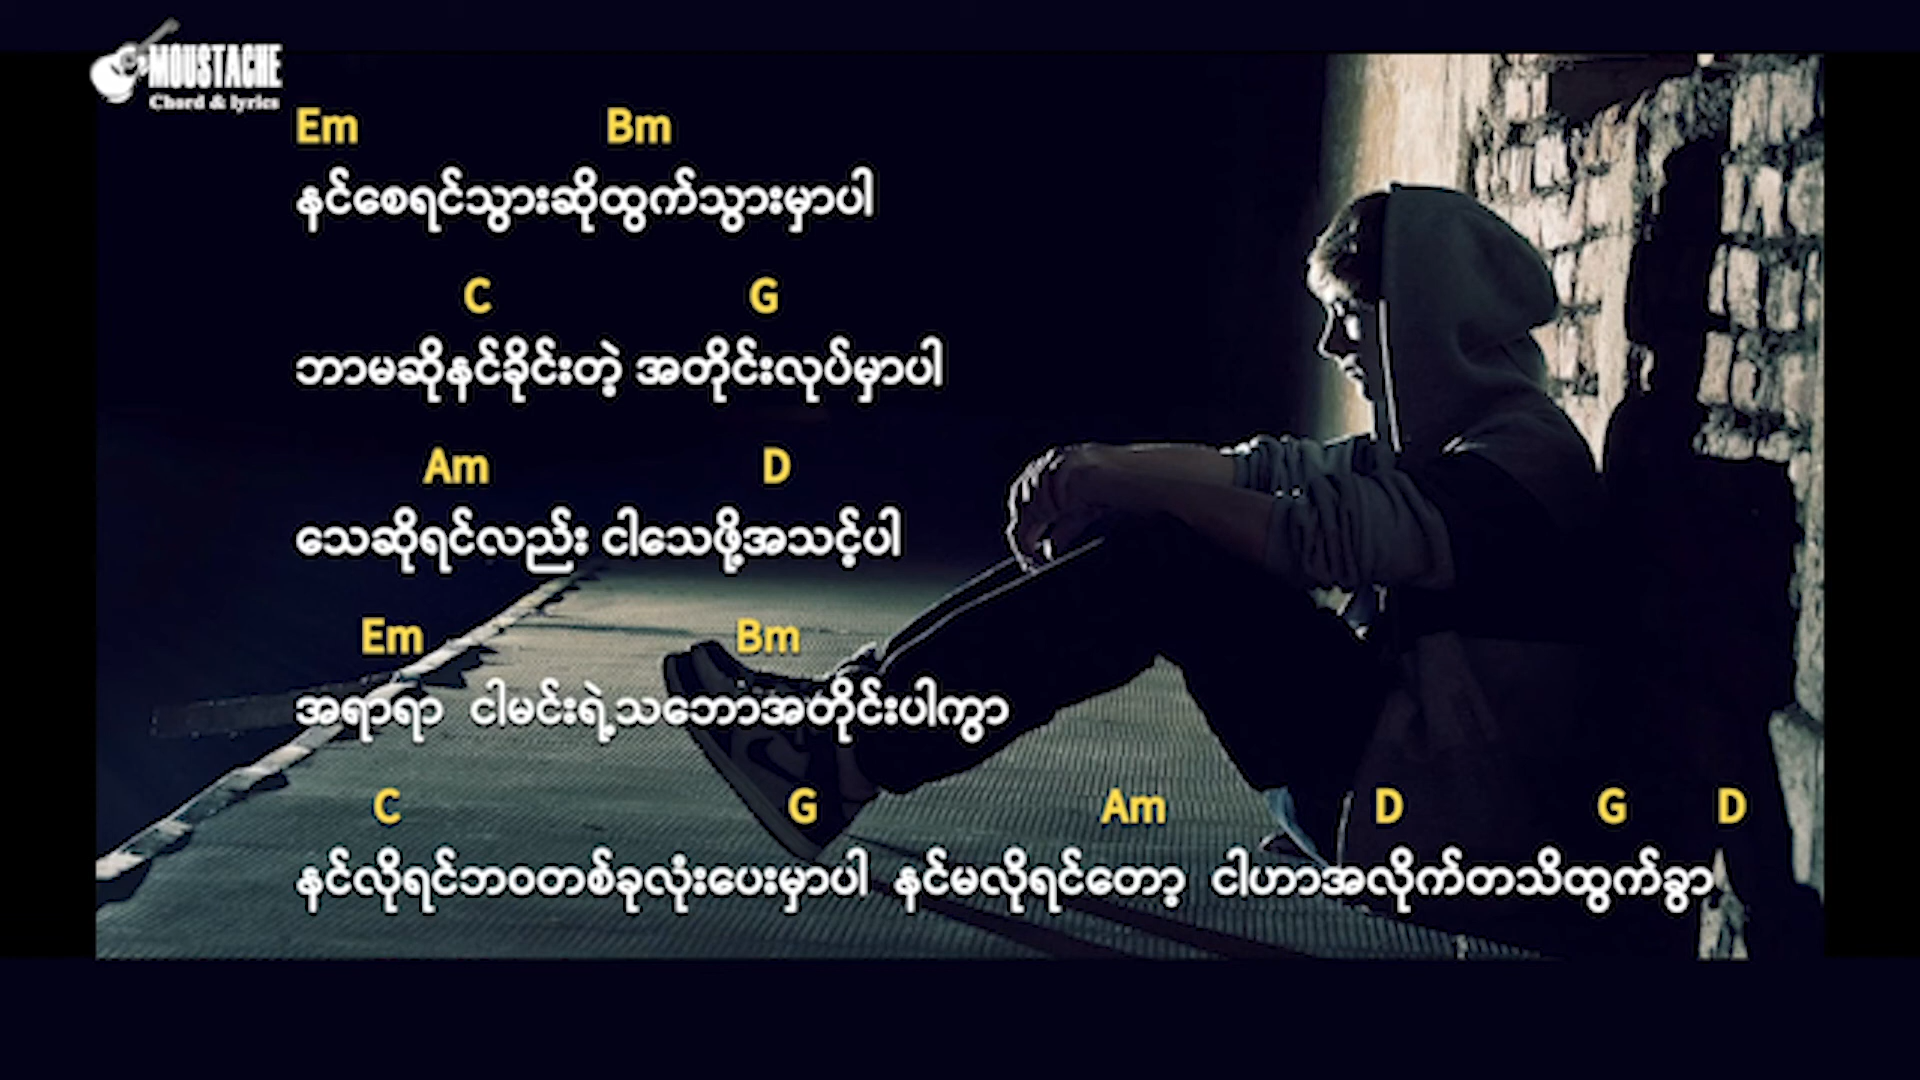 MOUSTACHE
Chord & lyrics
Em Bm
နင်စေရင်သွားဆိုထွက်သွားမှာပါ
C G
ဘာမဆိုနင်ခိုင်းတဲ့ အတိုင်းလုပ်မှာပါ
Am D
သေဆိုရင်လည်း ငါသေဖို့အသင့်ပါ
Em Bm
အရာရာ ငါမင်းရဲ့သဘောအတိုင်းပါကွာ
C G Am D G D
နင်လိုရင်ဘဝတစ်ခုလုံးပေးမှာပါ နင်မလိုရင်တော့ ငါဟာအလိုက်တသိထွက်ခွာ